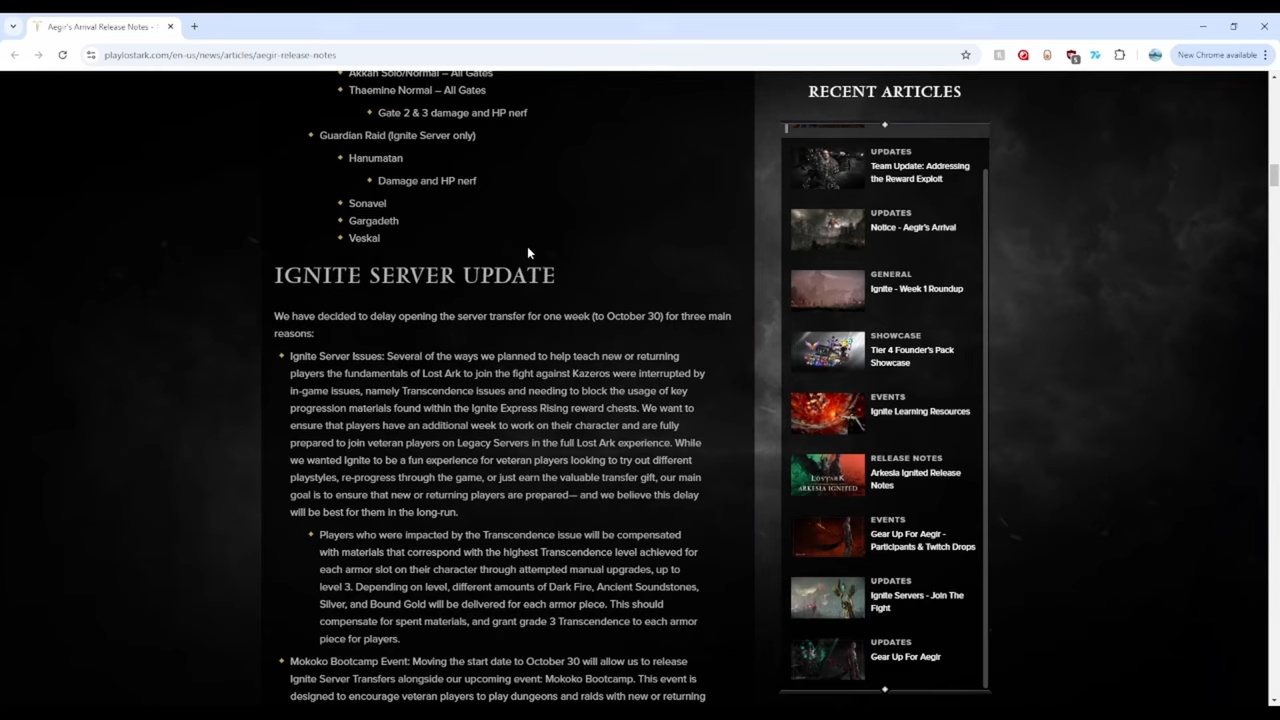 Aegir's Arrival Release Notes -
playlostark.com/en-us/news/articles/aegir-release-notes
New Chrome available
Akkan Solo/Normal – All Gates
Thaemine Normal – All Gates
Gate 2 & 3 damage and HP nerf
Guardian Raid (Ignite Server only)
Hanumatan
Damage and HP nerf
Sonavel
Gargadeth
Veskal
IGNITE SERVER UPDATE
We have decided to delay opening the server transfer for one week (to October 30) for three main
reasons:
Ignite Server Issues: Several of the ways we planned to help teach new or returning
players the fundamentals of Lost Ark to join the fight against Kazeros were interrupted by
in-game issues, namely Transcendence issues and needing to block the usage of key
progression materials found within the Ignite Express Rising reward chests. We want to
ensure that players have an additional week to work on their character and are fully
prepared to join veteran players on Legacy Servers in the full Lost Ark experience. While
we wanted Ignite to be a fun experience for veteran players looking to try out different
playstyles, re-progress through the game, or just earn the valuable transfer gift, our main
goal is to ensure that new or returning players are prepared— and we believe this delay
will be best for them in the long-run.
Players who were impacted by the Transcendence issue will be compensated
with materials that correspond with the highest Transcendence level achieved for
each armor slot on their character through attempted manual upgrades, up to
level 3. Depending on level, different amounts of Dark Fire, Ancient Soundstones,
Silver, and Bound Gold will be delivered for each armor piece. This should
compensate for spent materials, and grant grade 3 Transcendence to each armor
piece for players.
Mokoko Bootcamp Event: Moving the start date to October 30 will allow us to release
Ignite Server Transfers alongside our upcoming event: Mokoko Bootcamp. This event is
designed to encourage veteran players to play dungeons and raids with new or returning
RECENT ARTICLES
UPDATES
Team Update: Addressing
the Reward Exploit
UPDATES
Notice - Aegir's Arrival
GENERAL
Ignite - Week 1 Roundup
SHOWCASE
Tier 4 Founder's Pack
Showcase
EVENTS
Ignite Learning Resources
RELEASE NOTES
Arkesia Ignited Release
Notes
LOST ARK
ARKESIA IGNITED
EVENTS
Gear Up For Aegir -
Participants & Twitch Drops
UPDATES
Ignite Servers - Join The
Fight
UPDATES
Gear Up For Aegir